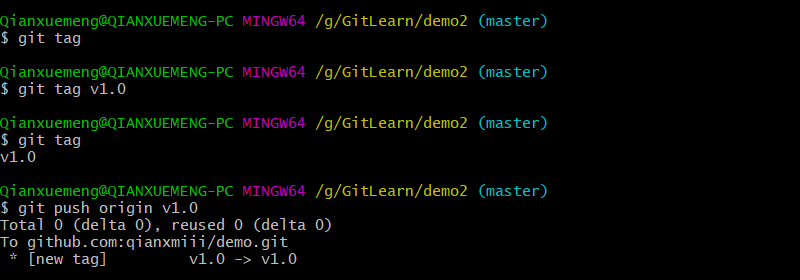 Qianxuemeng@QIANXUEMENG-PC MINGW64 /g/GitLearn/demo2 (master)
$ git tag
Qianxuemeng@QIANXUEMENG-PC MINGW64 /g/GitLearn/demo2 (master)
$ git tag v1.0
Qianxuemeng@QIANXUEMENG-PC MINGW64 /g/GitLearn/demo2 (master)
$ git tag
v1.0
Qianxuemeng@QIANXUEMENG-PC MINGW64 /g/GitLearn/demo2 (master)
$ git push origin v1.0
Total 0 (delta 0), reused 0 (delta 0)
To github.com:qianxmiii/demo.git
 * [new tag]         v1.0 -> v1.0